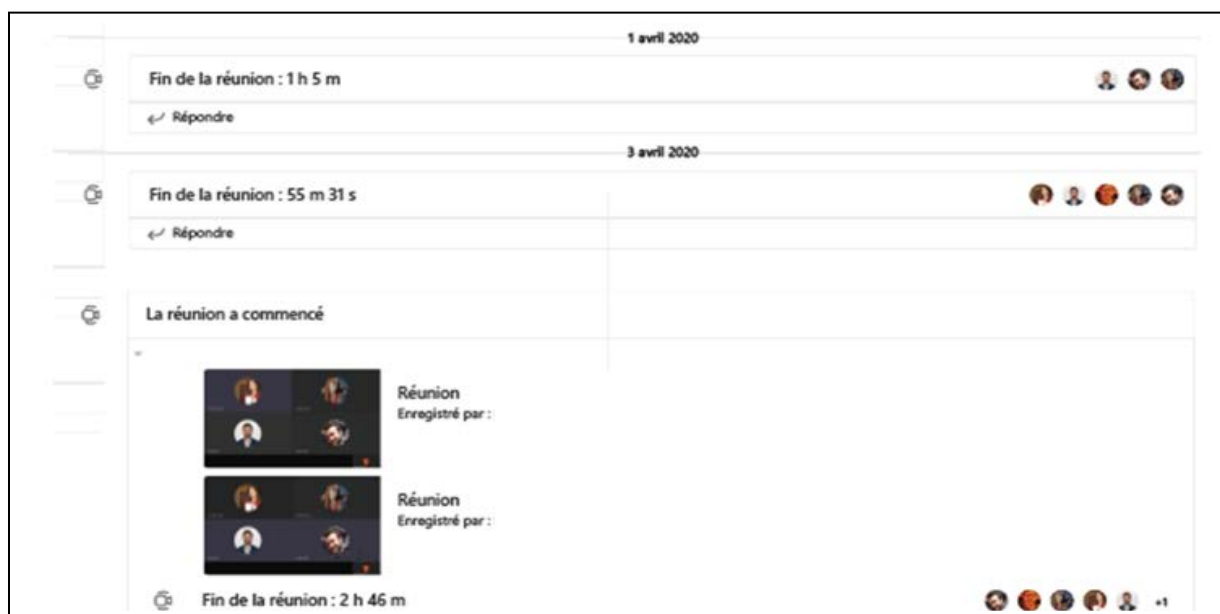 1 avril 2020
Fin de la réunion : 1 h 5 m
Répondre
3 avril 2020
Fin de la réunion : 55 m 31 s
Répondre
La réunion a commencé
Réunion
Enregistré par :
Réunion
Enregistré par :
Fin de la réunion : 2 h 46 m
+1